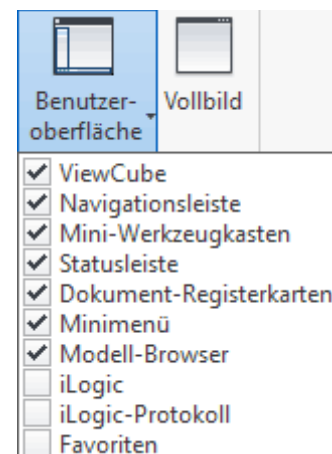 Benutzer-
oberfläche
Vollbild
ViewCube
Navigationsleiste
Mini-Werkzeugkasten
Statusleiste
Dokument-Registerkarten
Minimenü
Modell-Browser
iLogic
iLogic-Protokoll
Favoriten